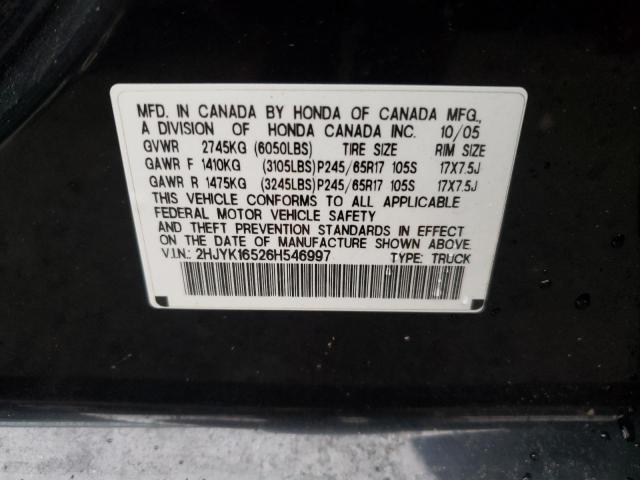 MFD. IN CANADA BY HONDA OF CANADA MFG.,
A DIVISION OF HONDA CANADA INC. 10/05
GVWR 2745KG (6050LBS) TIRE SIZE RIM SIZE
GAWR F 1410KG (3105LBS)P245/65R17 105S 17X7.5J
GAWR R 1475KG (3245LBS)P245/65R17 105S 17X7.5J
THIS VEHICLE CONFORMS TO ALL APPLICABLE
FEDERAL MOTOR VEHICLE SAFETY
AND THEFT PREVENTION STANDARDS IN EFFECT
ON THE DATE OF MANUFACTURE SHOWN ABOVE.
V.I.N.: 2HJYK16526H546997 TYPE: TRUCK